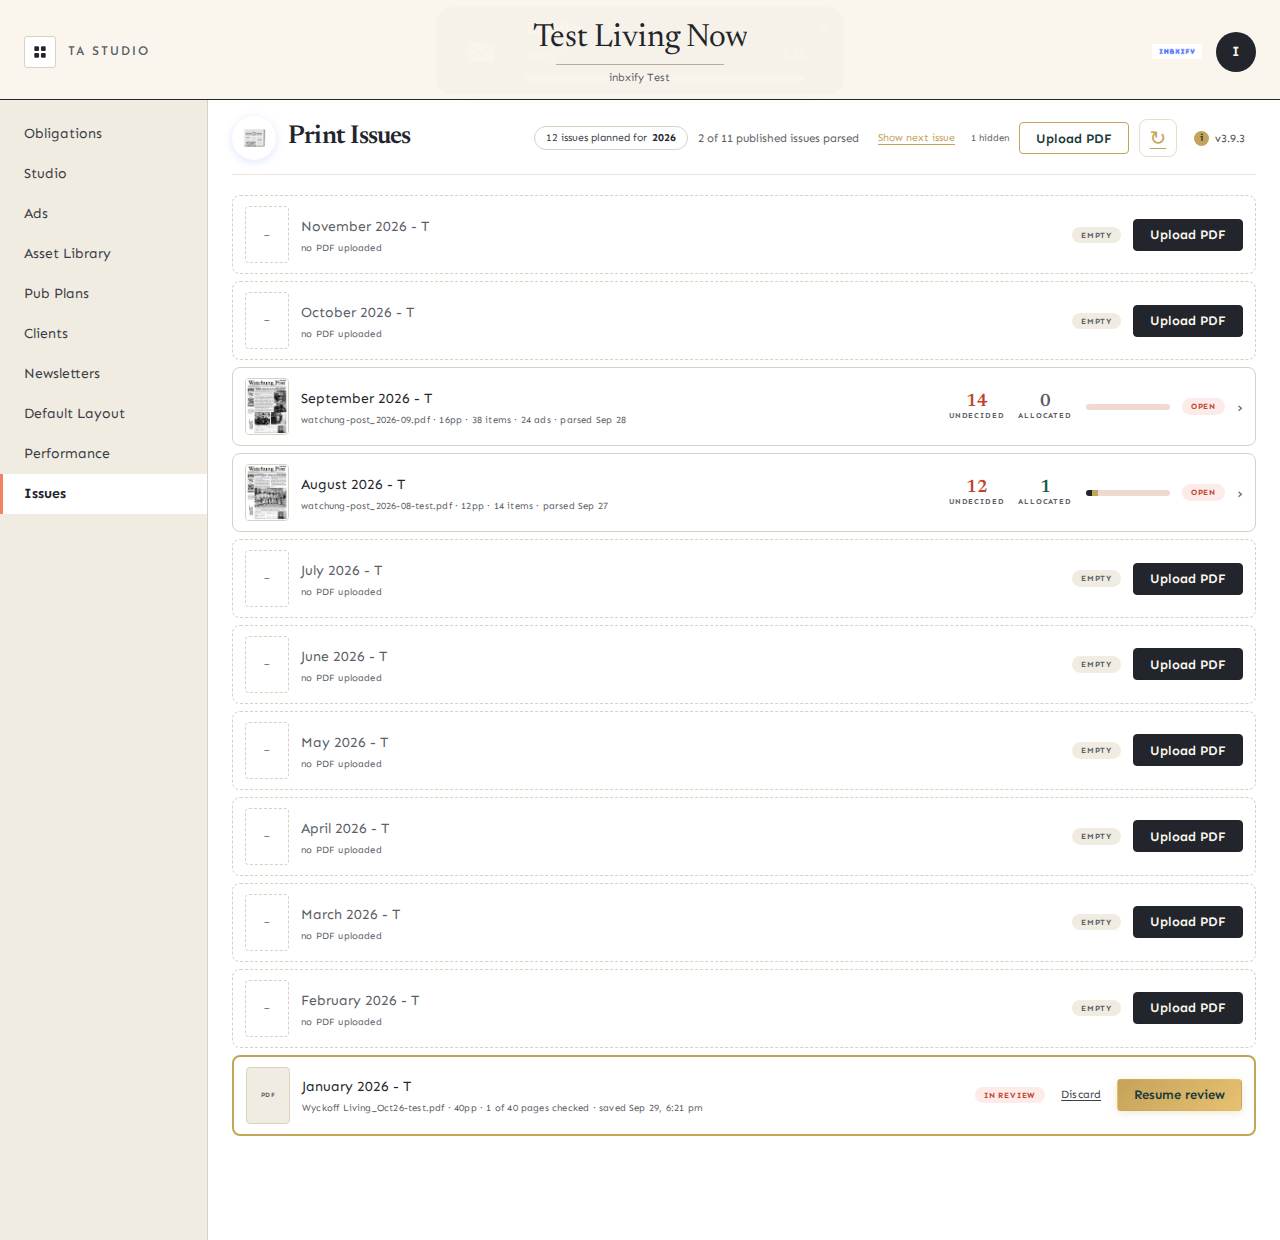 TA STUDIO
Test Living Now
inbxify Test
INBXIFY
I
Obligations
Studio
Ads
Asset Library
Pub Plans
Clients
Newsletters
Default Layout
Performance
Issues
Print Issues
12 issues planned for 2026
2 of 11 published issues parsed
Show next issue
1 hidden
Upload PDF
↻
i
v3.9.3
–
November 2026 - T
no PDF uploaded
EMPTY
Upload PDF
–
October 2026 - T
no PDF uploaded
EMPTY
Upload PDF
Watchung Post
September 2026 - T
watchung-post_2026-09.pdf · 16pp · 38 items · 24 ads · parsed Sep 28
14
UNDECIDED
0
ALLOCATED
OPEN
›
Watchung Post
August 2026 - T
watchung-post_2026-08-test.pdf · 12pp · 14 items · parsed Sep 27
12
UNDECIDED
1
ALLOCATED
OPEN
›
–
July 2026 - T
no PDF uploaded
EMPTY
Upload PDF
–
June 2026 - T
no PDF uploaded
EMPTY
Upload PDF
–
May 2026 - T
no PDF uploaded
EMPTY
Upload PDF
–
April 2026 - T
no PDF uploaded
EMPTY
Upload PDF
–
March 2026 - T
no PDF uploaded
EMPTY
Upload PDF
–
February 2026 - T
no PDF uploaded
EMPTY
Upload PDF
PDF
January 2026 - T
Wyckoff Living_Oct26-test.pdf · 40pp · 1 of 40 pages checked · saved Sep 29, 6:21 pm
IN REVIEW
Discard
Resume review